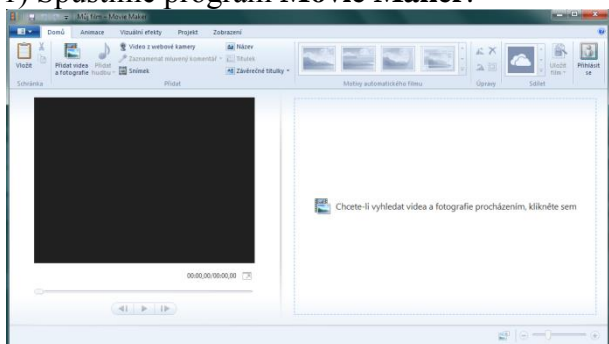 1) Spustíme program Movie Maker.
Můj film - Movie Maker
Domů Animace Vizuální efekty Projekt Zobrazení
Vložit
Přidat videa a fotografie
Přidat hudbu
Video z webové kamery
Zaznamenat mluvený komentář
Snímek
Název
Titulek
Závěrečné titulky
Uložit film
Přihlásit se
Schránka Přidat Motivy automatického filmu Úpravy Sdílet
Chcete-li vyhledat videa a fotografie procházením, klikněte sem
00:00,00/00:00,00